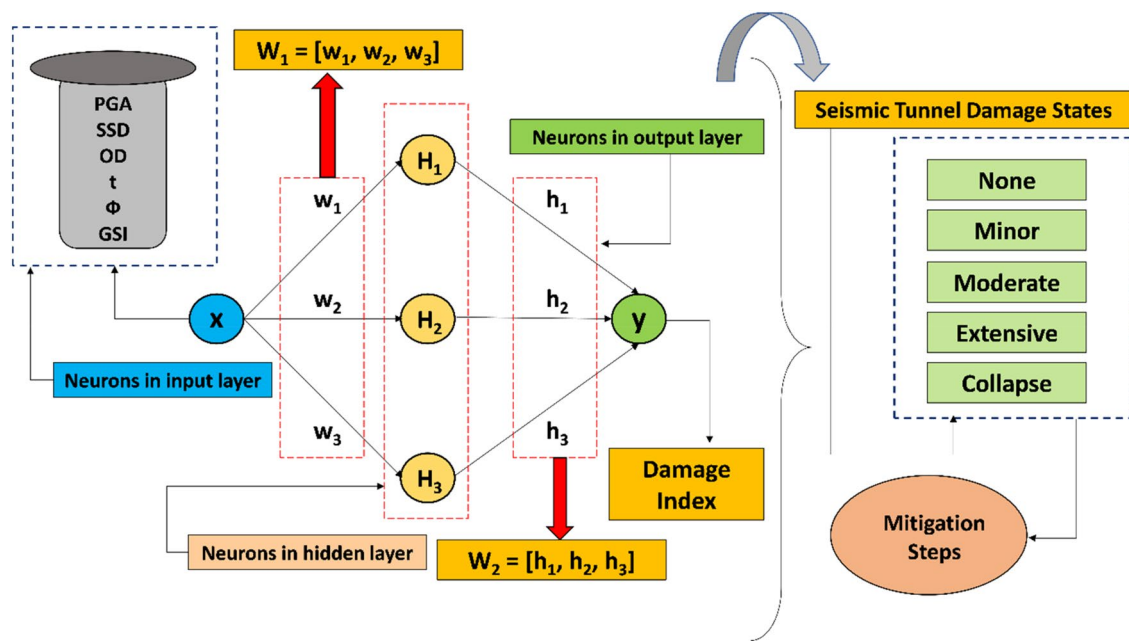 PGA
SSD
OD
t
Φ
GSI
W₁ = [w₁, w₂, w₃]
x
Neurons in input layer
w₁
w₂
w₃
H₁
H₂
H₃
Neurons in hidden layer
Neurons in output layer
h₁
h₂
h₃
W₂ = [h₁, h₂, h₃]
y
Damage
Index
Seismic Tunnel Damage States
None
Minor
Moderate
Extensive
Collapse
Mitigation
Steps